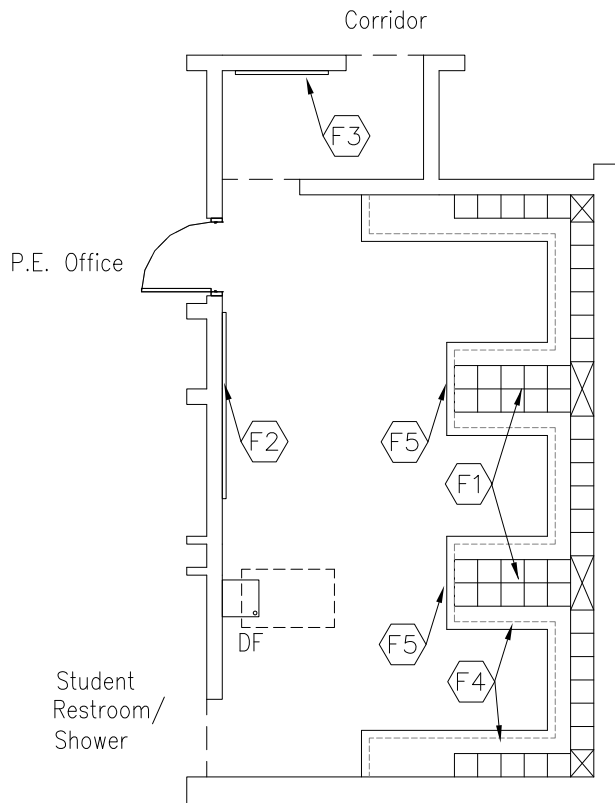 Corridor
F3
P.E. Office
F2
F5
F1
DF
F5
F4
Student
Restroom/
Shower